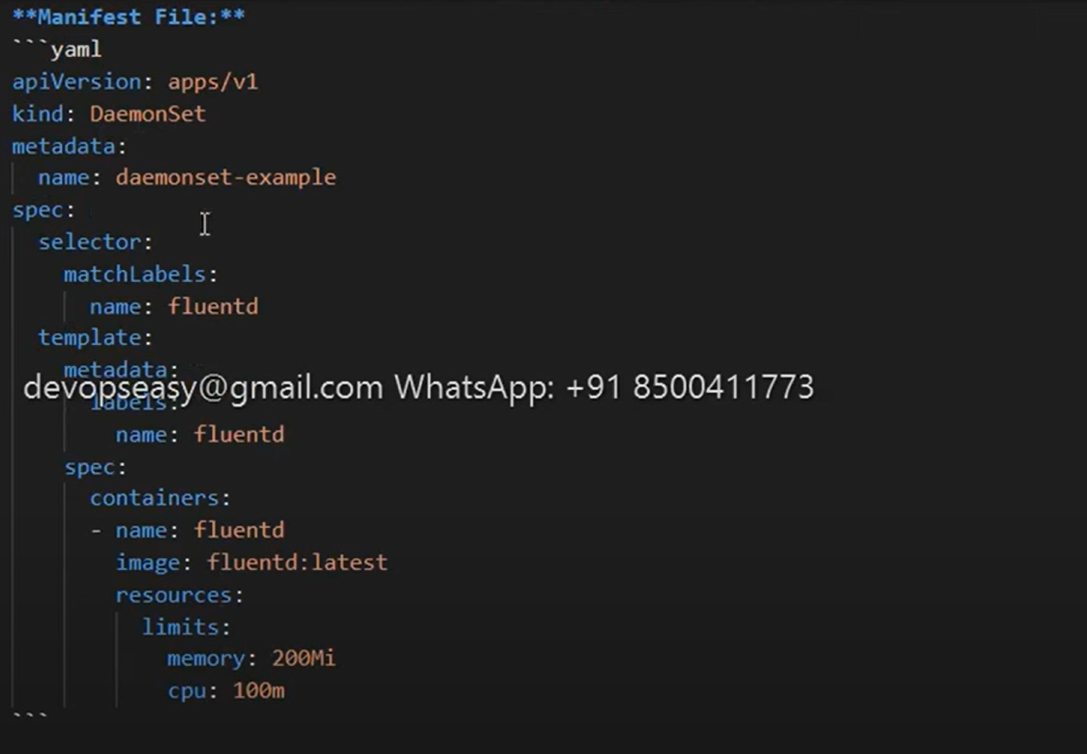 **Manifest File:**
```yaml
apiVersion: apps/v1
kind: DaemonSet
metadata:
  name: daemonset-example
spec:
  selector:
    matchLabels:
      name: fluentd
  template:
    metadata:
devopseasy@gmail.com WhatsApp: +91 8500411773
      labels:
        name: fluentd
    spec:
      containers:
      - name: fluentd
        image: fluentd:latest
        resources:
          limits:
            memory: 200Mi
            cpu: 100m
```